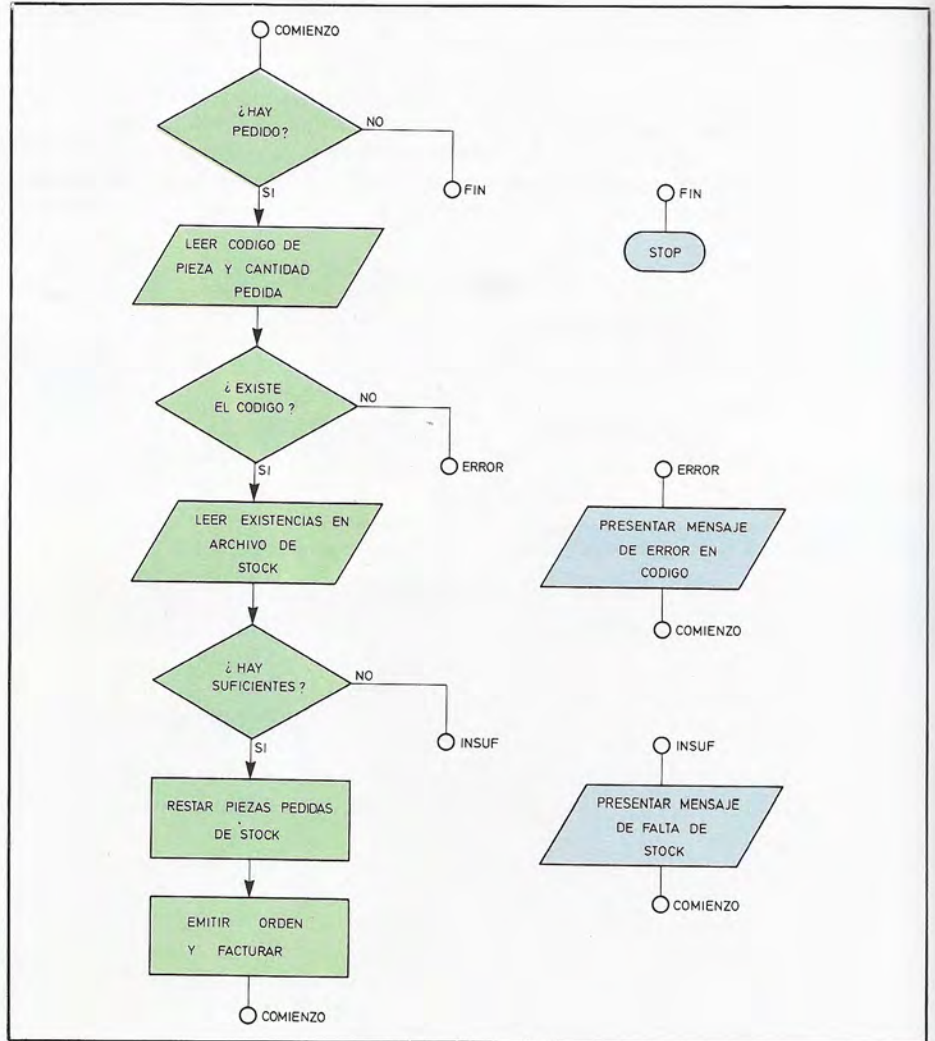 COMIENZO
¿HAY
PEDIDO?
NO
FIN
SI
LEER CODIGO DE
PIEZA Y CANTIDAD
PEDIDA
¿EXISTE
EL CODIGO?
NO
ERROR
SI
LEER EXISTENCIAS EN
ARCHIVO DE
STOCK
¿HAY
SUFICIENTES?
NO
INSUF
SI
RESTAR PIEZAS PEDIDAS
DE STOCK
EMITIR ORDEN
Y FACTURAR
COMIENZO
FIN
STOP
ERROR
PRESENTAR MENSAJE
DE ERROR EN
CODIGO
COMIENZO
INSUF
PRESENTAR MENSAJE
DE FALTA DE
STOCK
COMIENZO